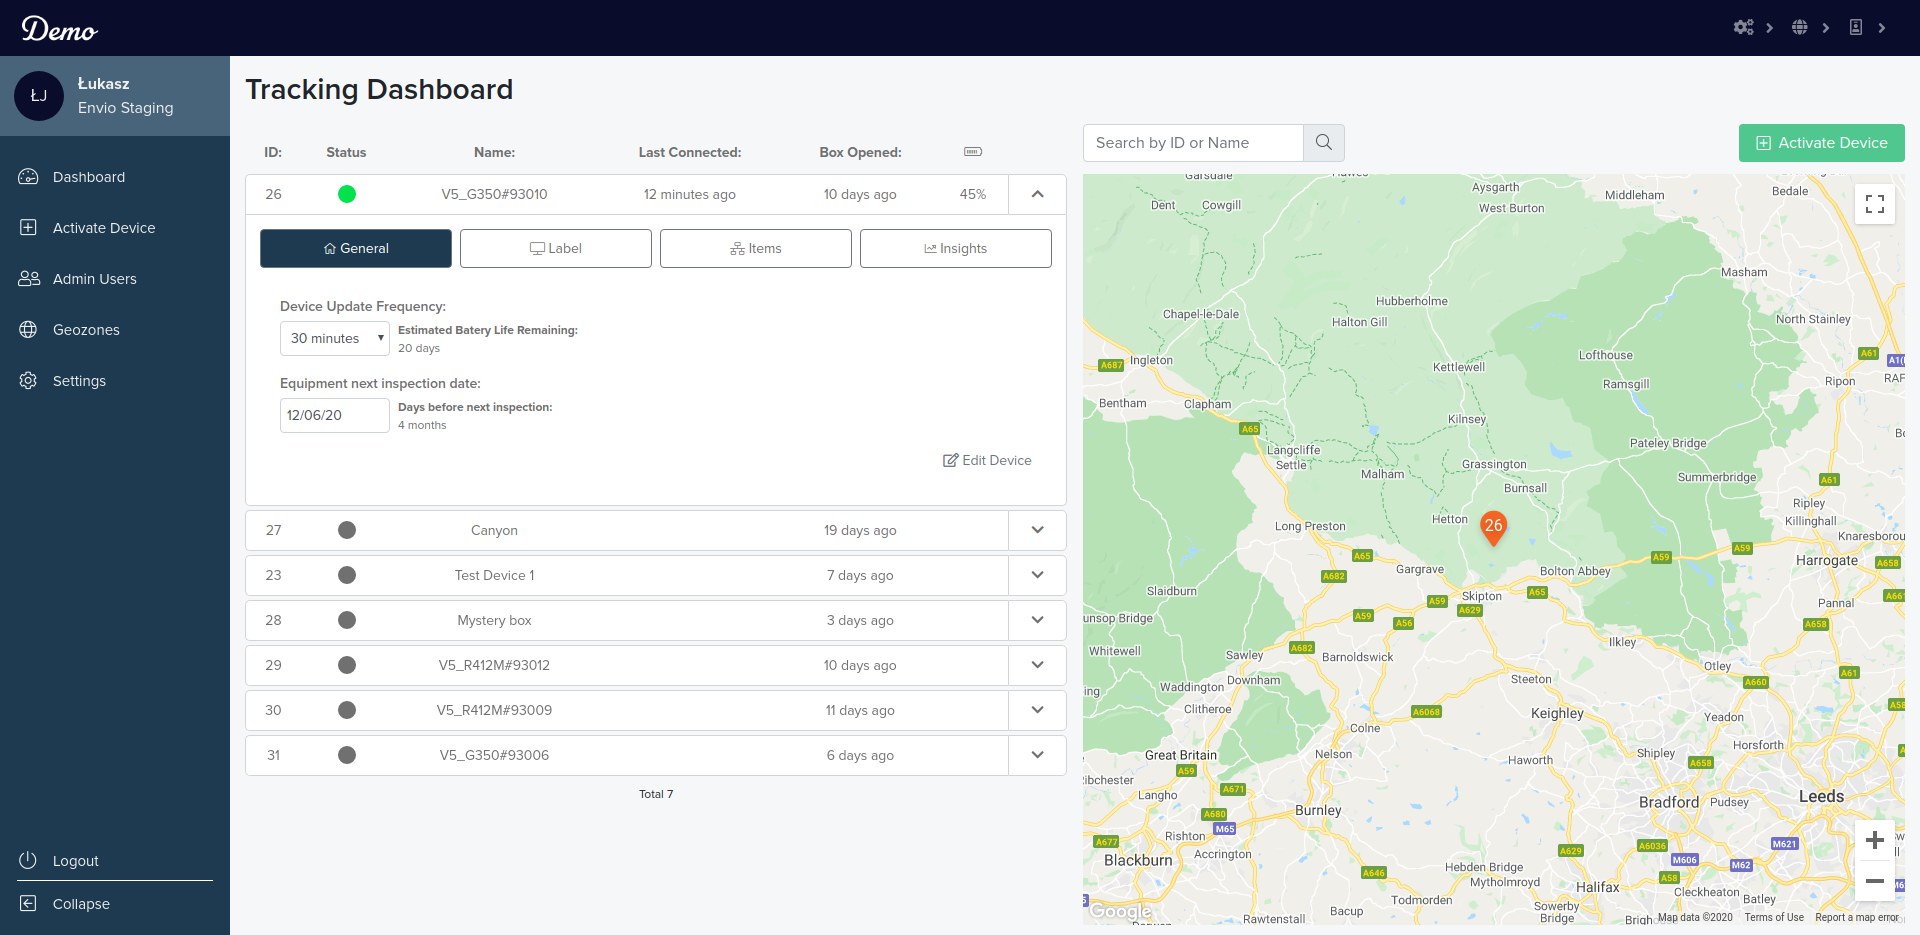 Demo
ŁJ
Łukasz
Envio Staging
Dashboard
Activate Device
Admin Users
Geozones
Settings
Logout
Collapse
Tracking Dashboard
ID: Status Name: Last Connected: Box Opened:
26 V5_G350#93010 12 minutes ago 10 days ago 45%
General Label Items Insights
Device Update Frequency:
30 minutes
Estimated Batery Life Remaining:
20 days
Equipment next inspection date:
12/06/20
Days before next inspection:
4 months
Edit Device
27 Canyon 19 days ago
23 Test Device 1 7 days ago
28 Mystery box 3 days ago
29 V5_R412M#93012 10 days ago
30 V5_R412M#93009 11 days ago
31 V5_G350#93006 6 days ago
Total 7
Search by ID or Name
Activate Device
Garsdale
Hawes
Aysgarth
Middleham
Bedale
Dent
Cowgill
West Burton
Masham
Hubberholme
Chapel-le-Dale
Halton Gill
North Stainley
Ingleton
A687
Lofthouse
A61
A1(
Kettlewell
Ramsgill
Ripon
RAF
Bentham
Clapham
Kilnsey
A65
Pateley Bridge
Langcliffe
Settle
Malham
Grassington
Summerbridge
A61
Burnsall
Ripley
Killinghall
Long Preston
Hetton
26
Knaresborou
A65
A59
A59
Harrogate
A658
A682
Gargrave
Bolton Abbey
Slaidburn
Skipton
A65
A59
A629
Pannal
A661
unsop Bridge
A59
A56
A658
Whitewell
Sawley
A682
Barnoldswick
Ilkley
Otley
A61
Downham
Steeton
A660
ing
Waddington
Clitheroe
A6068
Keighley
Yeadon
A58
Colne
Great Britain
Nelson
Haworth
Shipley
Horsforth
A59
A658
Ribchester
Langho
A671
Burnley
Bradford
Pudsey
Leeds
A680
M65
Rishton
A677
Accrington
Blackburn
A629
A6036
M606
M62
M621
A646
Hebden Bridge
Mytholmroyd
Halifax
A58
Cleckheaton
Batley
Todmorden
Sowerby
Bridge
Bacup
Rawtenstall
Brigh
Google
Map data ©2020 Terms of Use Report a map error